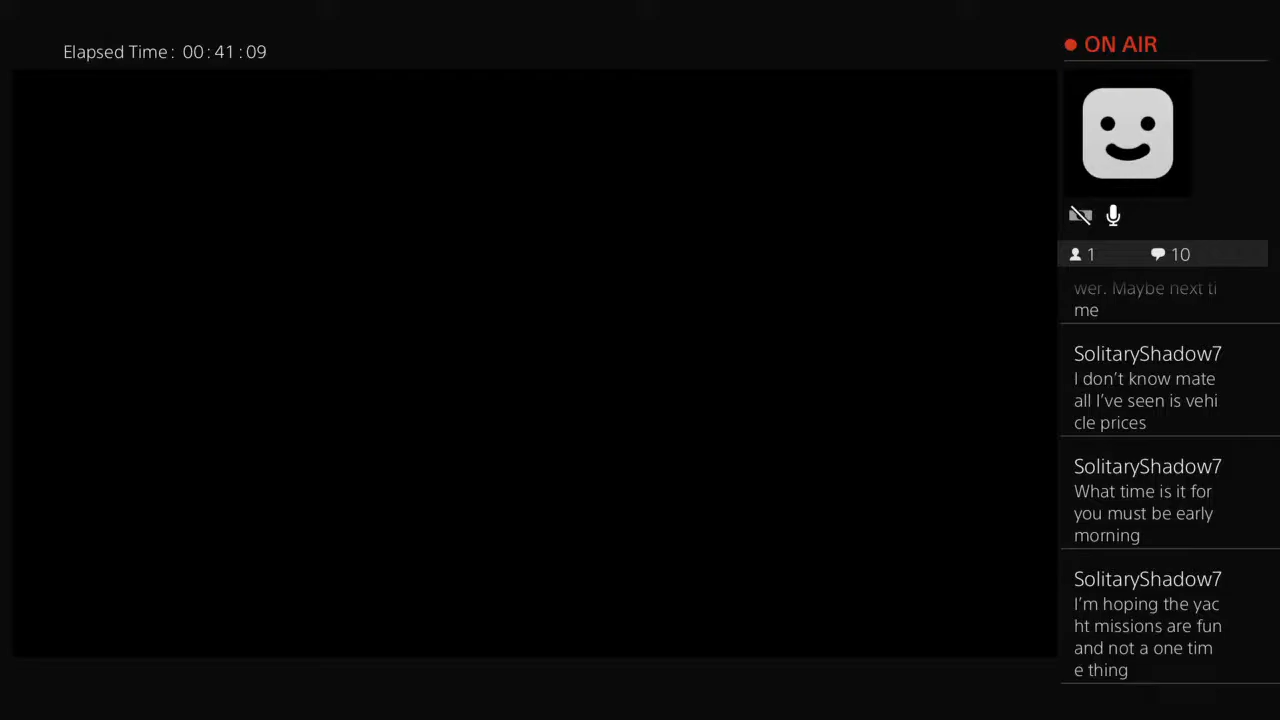 Elapsed Time: 00:41:09
ON AIR
1 10
wer. Maybe next ti
me
SolitaryShadow7
I don't know mate
all I've seen is vehi
cle prices
SolitaryShadow7
What time is it for
you must be early
morning
SolitaryShadow7
I'm hoping the yac
ht missions are fun
and not a one tim
e thing